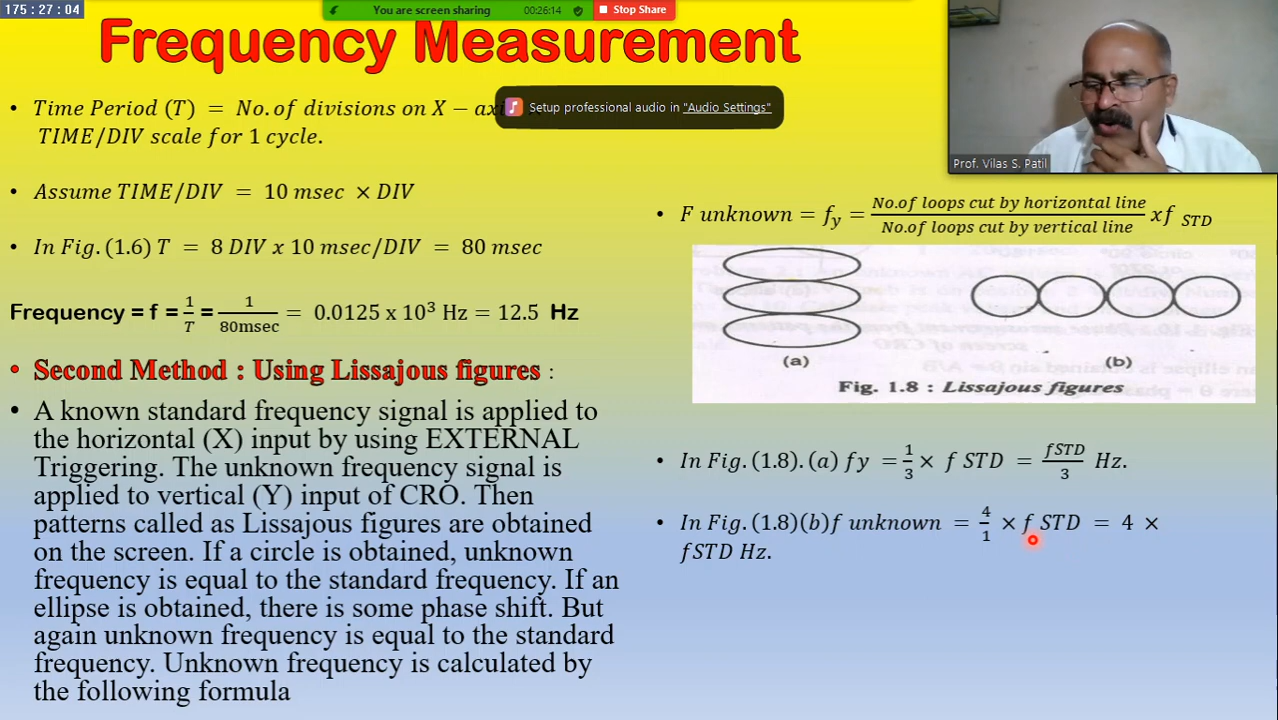 175:27:04
You are screen sharing
00:26:14
Stop Share
Frequency Measurement
Setup professional audio in "Audio Settings"
Prof. Vilas S. Patil
• Time Period (T) = No. of divisions on X − axis
TIME/DIV scale for 1 cycle.
• Assume TIME/DIV = 10 msec × DIV
• In Fig. (1.6) T = 8 DIV x 10 msec/DIV = 80 msec
Frequency = f = 1/T = 1/80msec = 0.0125 x 10³ Hz = 12.5 Hz
• Second Method : Using Lissajous figures :
• A known standard frequency signal is applied to
the horizontal (X) input by using EXTERNAL
Triggering. The unknown frequency signal is
applied to vertical (Y) input of CRO. Then
patterns called as Lissajous figures are obtained
on the screen. If a circle is obtained, unknown
frequency is equal to the standard frequency. If an
ellipse is obtained, there is some phase shift. But
again unknown frequency is equal to the standard
frequency. Unknown frequency is calculated by
the following formula
• F unknown = fy = No.of loops cut by horizontal line / No.of loops cut by vertical line xf STD
(a) (b)
Fig. 1.8 : Lissajous figures
• In Fig. (1.8). (a) fy = 1/3 × f STD = fSTD/3 Hz.
• In Fig. (1.8)(b)f unknown = 4/1 × f STD = 4 ×
fSTD Hz.